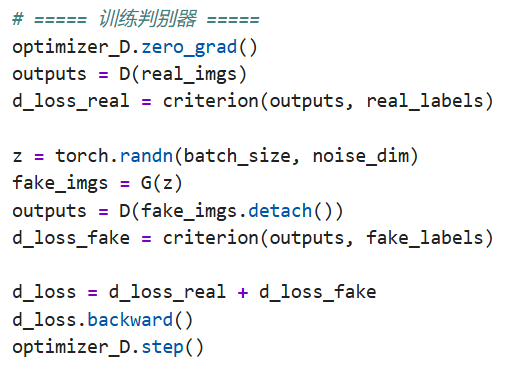 # ===== 训练判别器 =====
optimizer_D.zero_grad()
outputs = D(real_imgs)
d_loss_real = criterion(outputs, real_labels)
z = torch.randn(batch_size, noise_dim)
fake_imgs = G(z)
outputs = D(fake_imgs.detach())
d_loss_fake = criterion(outputs, fake_labels)
d_loss = d_loss_real + d_loss_fake
d_loss.backward()
optimizer_D.step()